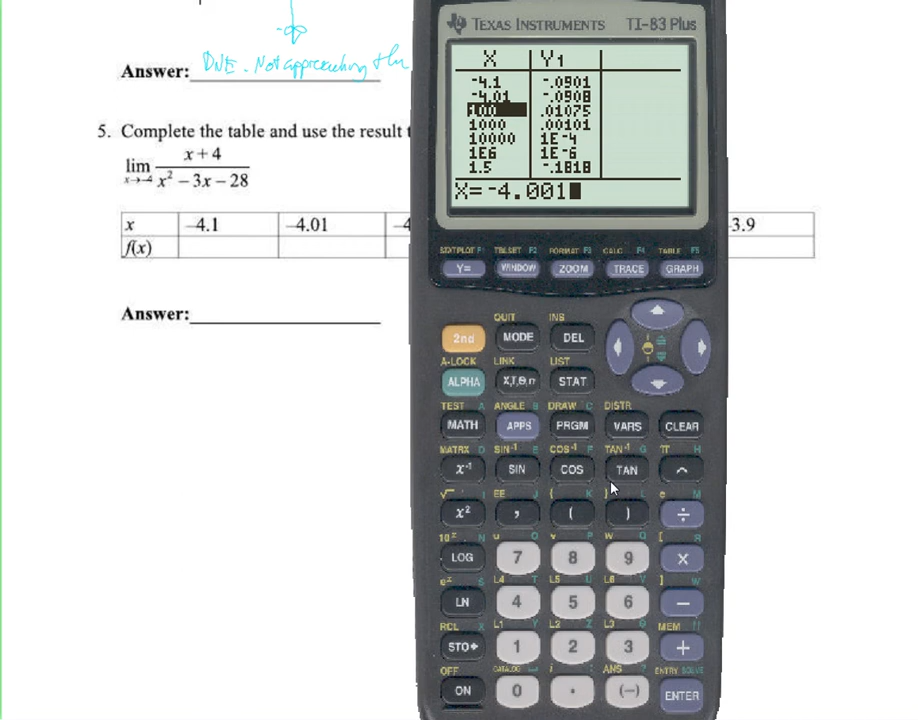 DNE. Not approaching the
Answer:
5. Complete the table and use the result
lim x→-4 x + 4 / x² − 3x − 28
x −4.1 −4.01 −4 3.9
f(x)
Answer:
TEXAS INSTRUMENTS TI-83 Plus
X Y1
-4.1 -.0901
-4.01 -.0908
100 .01075
1000 .00101
10000 1E-4
1E6 1E-6
1.5 -.1818
X=-4.001
STATPLOT F1 TBLSET F2 FORMAT F3 CALC F4 TABLE F5
Y= WINDOW ZOOM TRACE GRAPH
QUIT INS
2nd MODE DEL
A-LOCK LINK LIST
ALPHA X,T,θ,n STAT
TEST A ANGLE B DRAW C DISTR
MATH APPS PRGM VARS CLEAR
MATRX D SIN⁻¹ E COS⁻¹ F TAN⁻¹ G π H
x⁻¹ SIN COS TAN ^
√ I EE J { K } L e M
x² , ( ) ÷
10ˣ N u O v P w Q [ R
LOG 7 8 9 ×
eˣ S L4 T L5 U L6 V ] W
LN 4 5 6 −
RCL X L1 Y L2 Z L3 θ MEM "
STO▸ 1 2 3 +
OFF CATALOG i : ANS ? ENTRY SOLVE
ON 0 . (−) ENTER